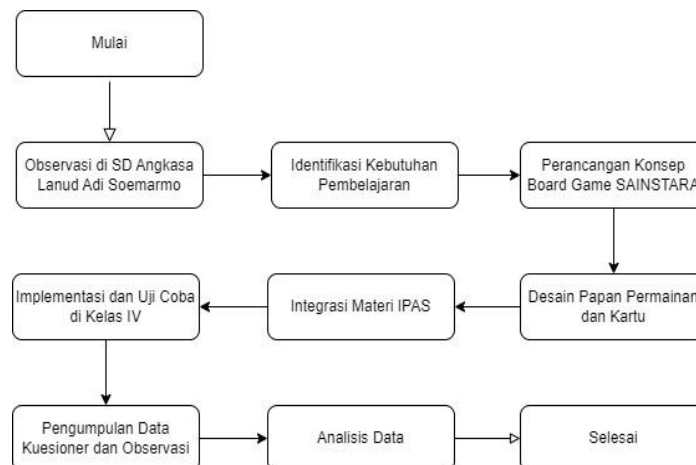 Mulai
Observasi di SD Angkasa
Lanud Adi Soemarmo
Identifikasi Kebutuhan
Pembelajaran
Perancangan Konsep
Board Game SAINSTARA
Desain Papan Permainan
dan Kartu
Integrasi Materi IPAS
Implementasi dan Uji Coba
di Kelas IV
Pengumpulan Data
Kuesioner dan Observasi
Analisis Data
Selesai